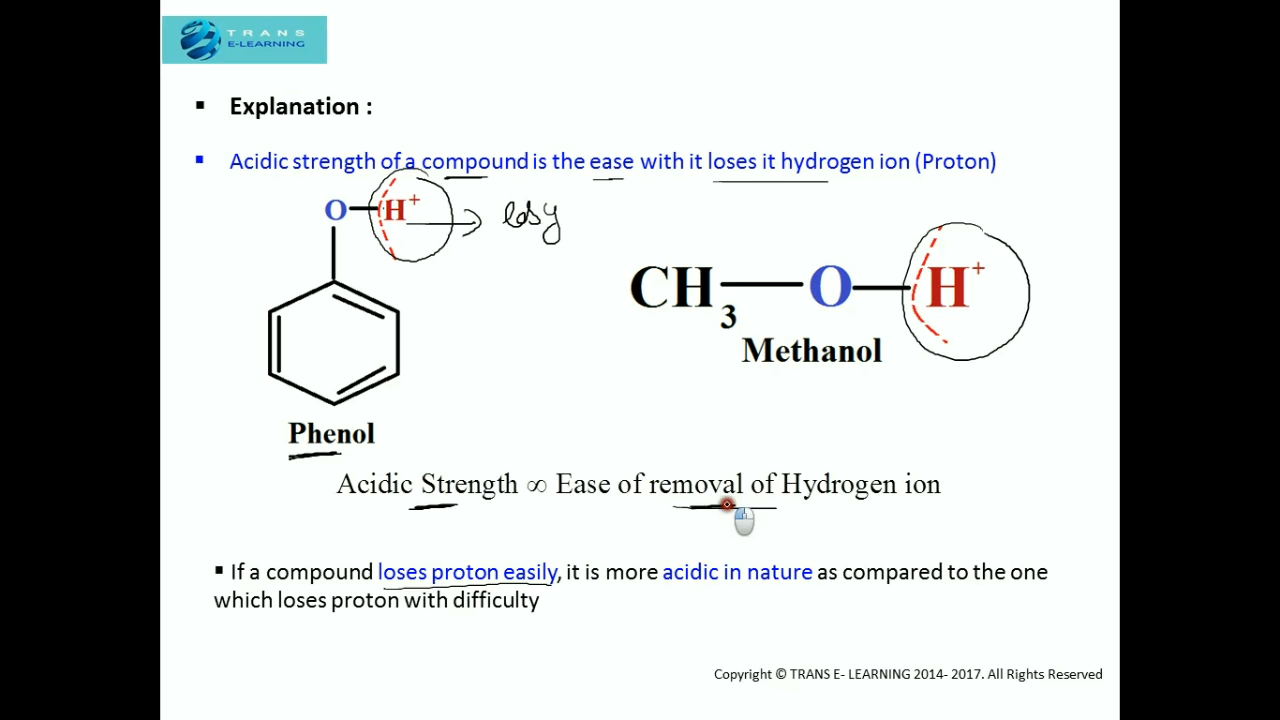 TRANS
E-LEARNING
▪ Explanation :
▪ Acidic strength of a compound is the ease with it loses it hydrogen ion (Proton)
O H+
easy
CH3 O H+
Methanol
Phenol
Acidic Strength ∞ Ease of removal of Hydrogen ion
▪ If a compound loses proton easily, it is more acidic in nature as compared to the one
which loses proton with difficulty
Copyright © TRANS E- LEARNING 2014- 2017. All Rights Reserved